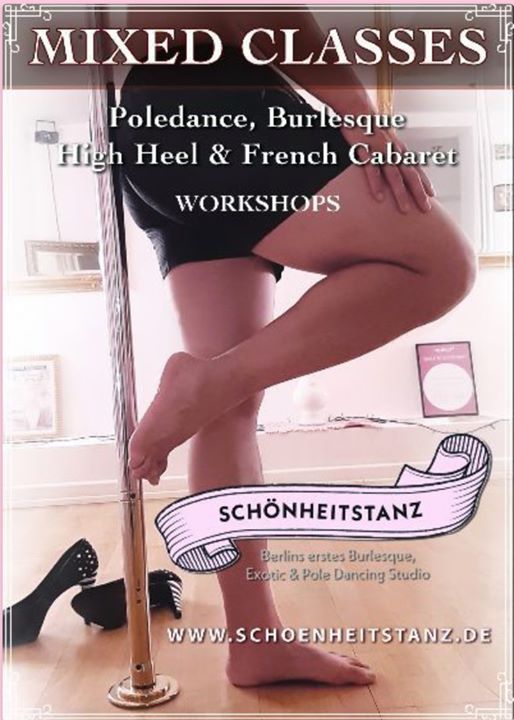 MIXED CLASSES
Poledance, Burlesque
High Heel & French Cabaret
WORKSHOPS
SCHÖNHEITSTANZ
Berlins erstes Burlesque,
Exotic & Pole Dancing Studio
WWW.SCHOENHEITSTANZ.DE